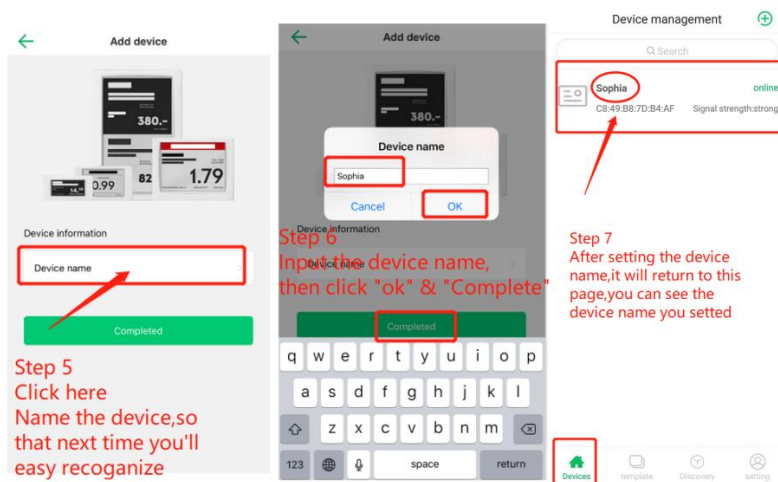 Add device
380.-
82
1.79
0.99
Device information
Device name
Completed
Step 5
Click here
Name the device,so
that next time you'll
easy recoganize
Add device
380.-
Device name
Sophia
Cancel
OK
Device information
Device name
Step 6
Input the device name,
then click "ok" & "Complete"
Completed
q w e r t y u i o p
a s d f g h j k l
z x c v b n m
123
space
return
Device management
Search
Sophia
online
C8:49:B8:7D:B4:AF
Signal strength:strong
Step 7
After setting the device
name,it will return to this
page,you can see the
device name you setted
Devices
template
Discovery
setting